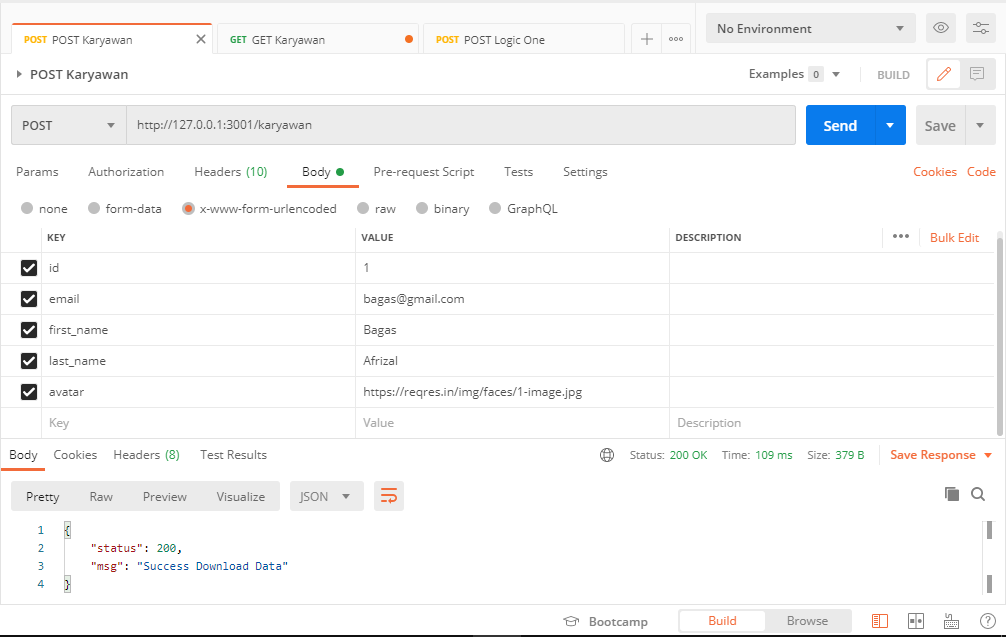 POST POST Karyawan GET GET Karyawan POST POST Logic One No Environment
POST Karyawan Examples 0 BUILD
POST http://127.0.0.1:3001/karyawan Send Save
Params Authorization Headers (10) Body Pre-request Script Tests Settings Cookies Code
none form-data x-www-form-urlencoded raw binary GraphQL
KEY VALUE DESCRIPTION Bulk Edit
id 1
email bagas@gmail.com
first_name Bagas
last_name Afrizal
avatar https://reqres.in/img/faces/1-image.jpg
Key Value Description
Body Cookies Headers (8) Test Results Status: 200 OK Time: 109 ms Size: 379 B Save Response
Pretty Raw Preview Visualize JSON
1 {
2 "status": 200,
3 "msg": "Success Download Data"
4 }
Bootcamp Build Browse